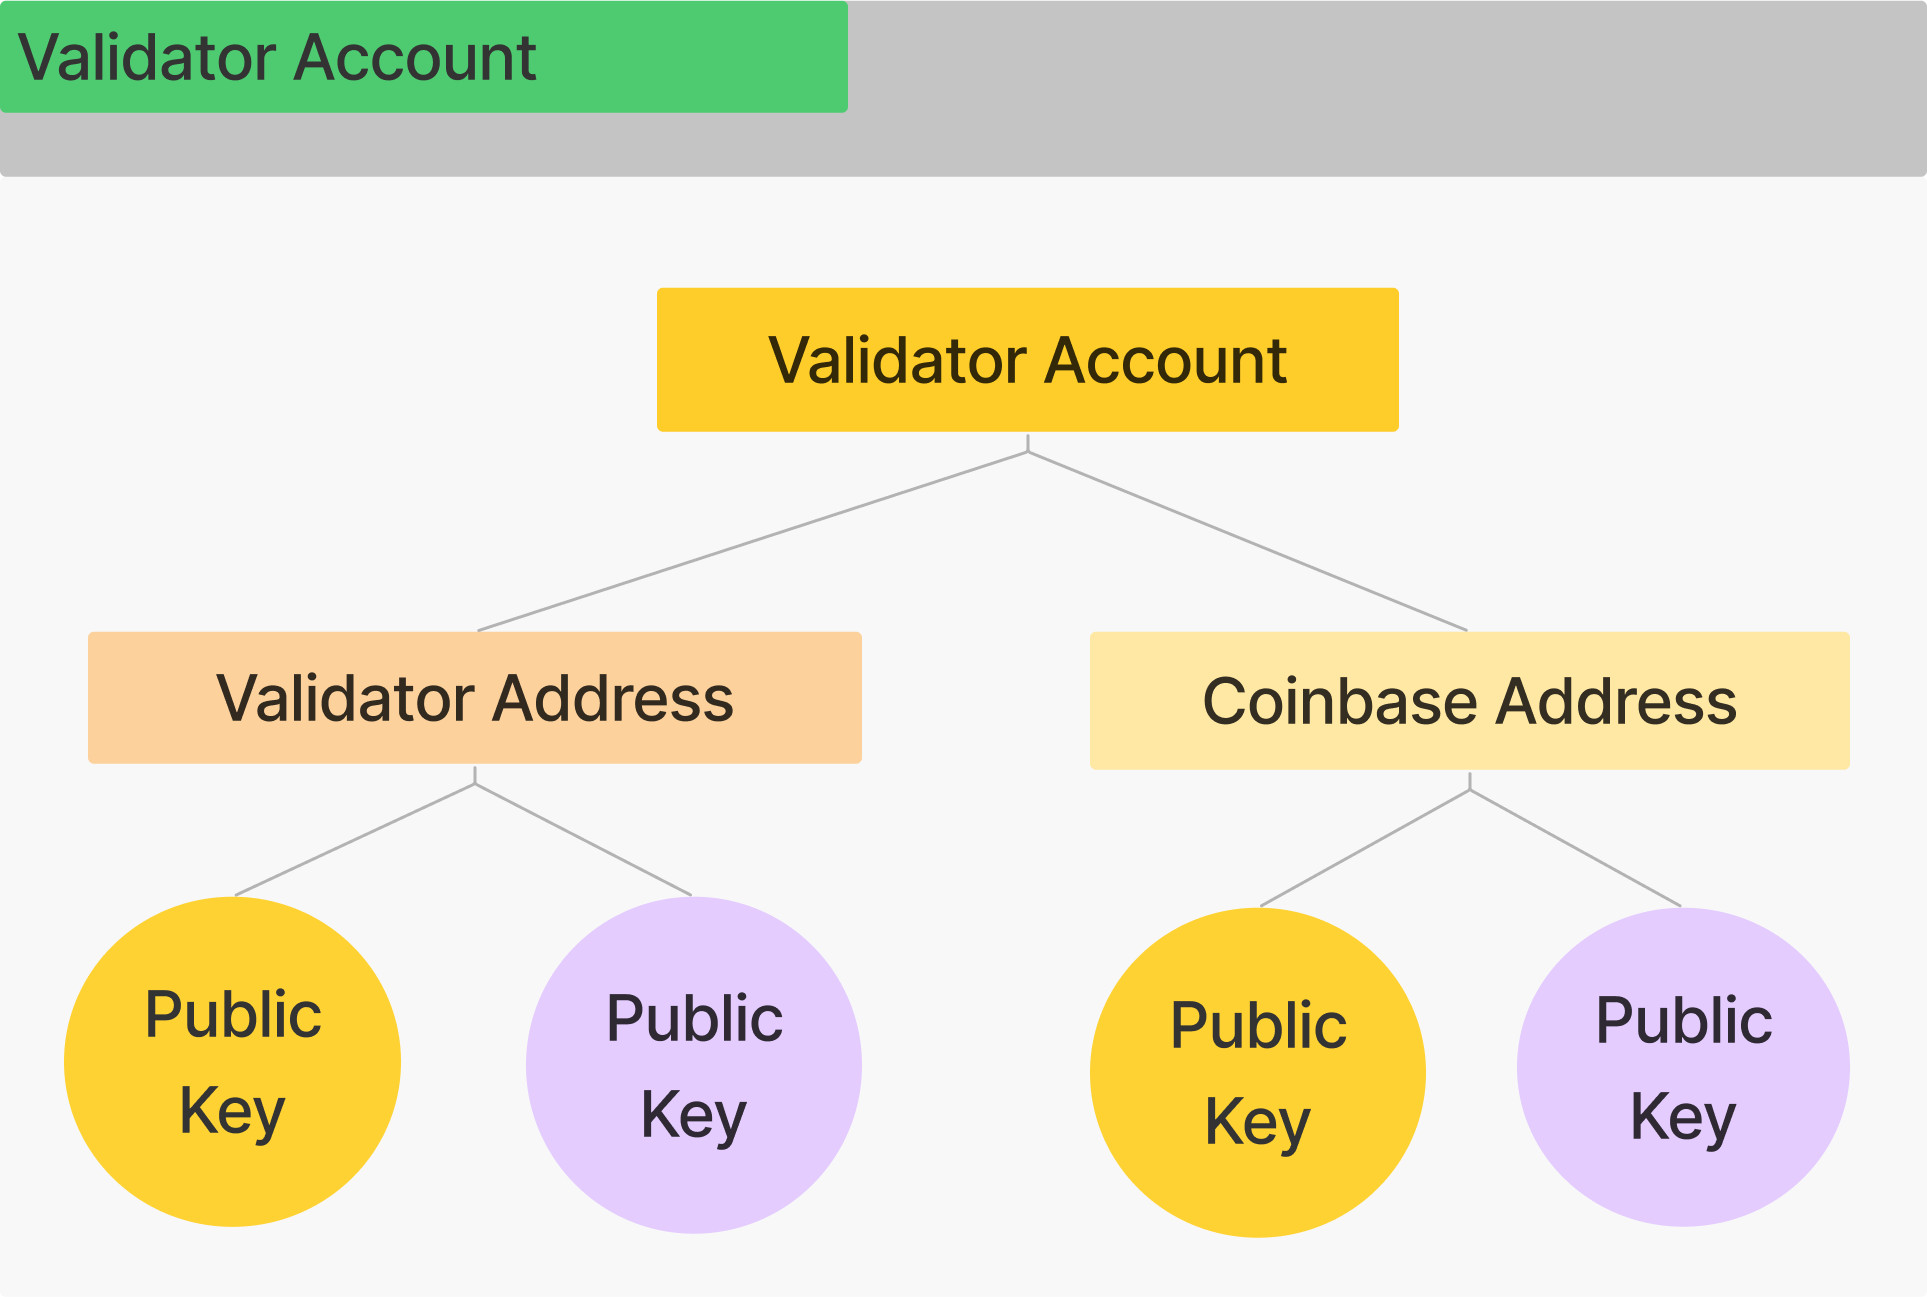 Validator Account
Validator Account
Validator Address
Coinbase Address
Public
Key
Public
Key
Public
Key
Public
Key